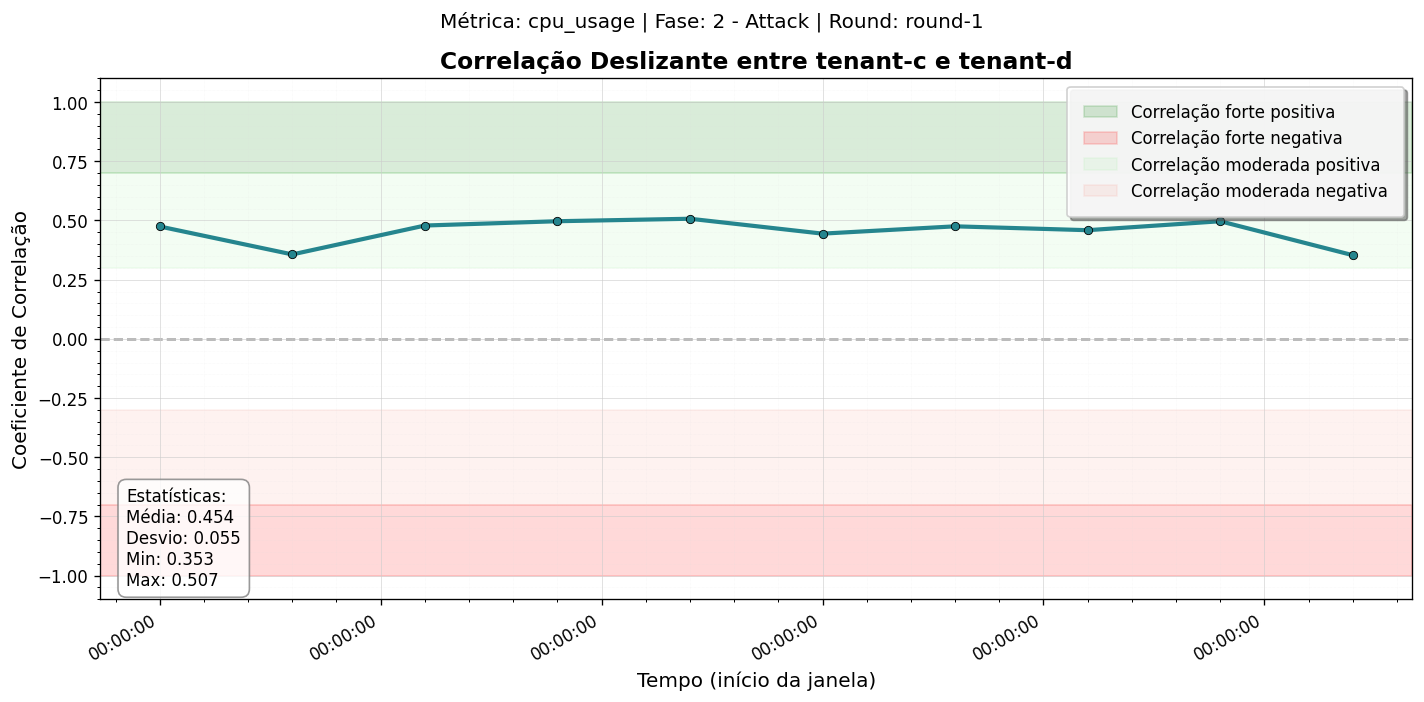 Métrica: cpu_usage | Fase: 2 - Attack | Round: round-1
Correlação Deslizante entre tenant-c e tenant-d
Correlação forte positiva
Correlação forte negativa
Correlação moderada positiva
Correlação moderada negativa
Coeficiente de Correlação
1.00
0.75
0.50
0.25
0.00
−0.25
−0.50
−0.75
−1.00
Estatísticas:
Média: 0.454
Desvio: 0.055
Min: 0.353
Max: 0.507
00:00:00
00:00:00
00:00:00
00:00:00
00:00:00
00:00:00
Tempo (início da janela)